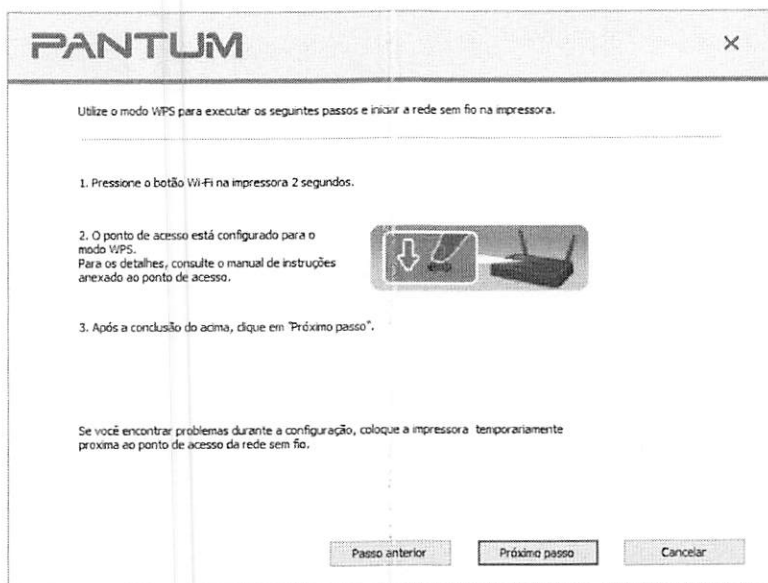 PANTUM
Utilize o modo WPS para executar os seguintes passos e iniciar a rede sem fio na impressora.
1. Pressione o botão Wi-Fi na impressora 2 segundos.
2. O ponto de acesso está configurado para o
modo WPS.
Para os detalhes, consulte o manual de instruções
anexado ao ponto de acesso.
3. Após a conclusão do acima, clique em "Próximo passo".
Se você encontrar problemas durante a configuração, coloque a impressora temporariamente
proxima ao ponto de acesso da rede sem fio.
Passo anterior
Próximo passo
Cancelar